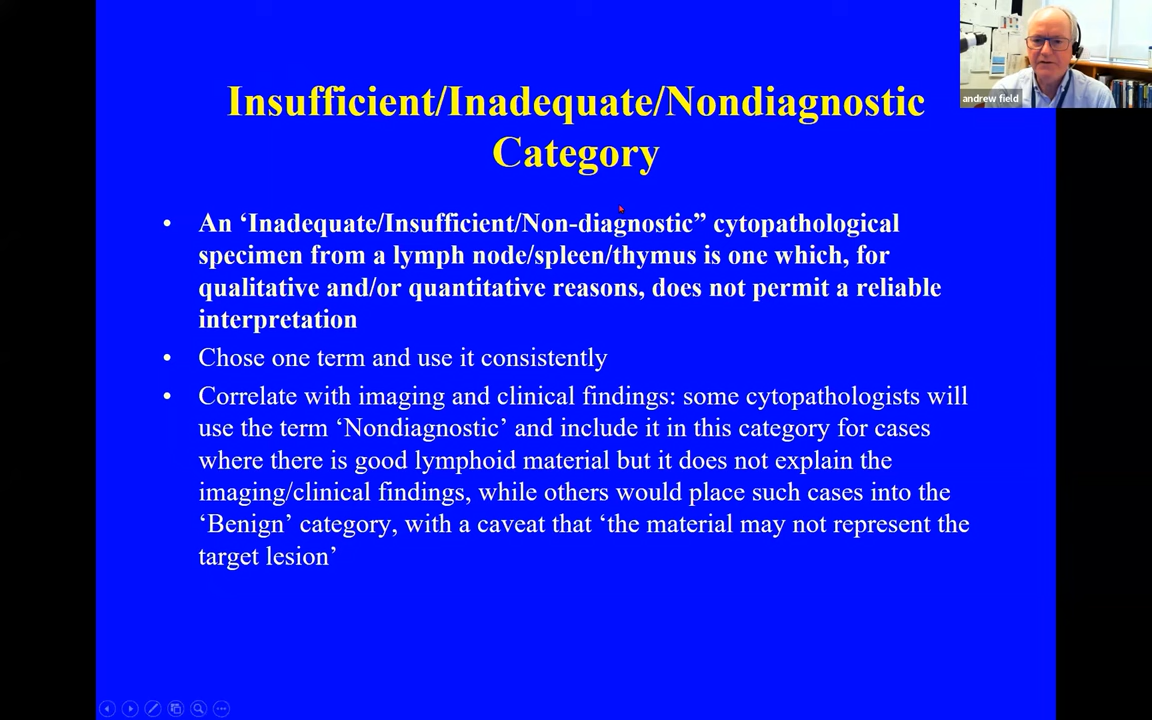 Insufficient/Inadequate/Nondiagnostic
Category
andrew field
• An ‘Inadequate/Insufficient/Non-diagnostic” cytopathological
specimen from a lymph node/spleen/thymus is one which, for
qualitative and/or quantitative reasons, does not permit a reliable
interpretation
• Chose one term and use it consistently
• Correlate with imaging and clinical findings: some cytopathologists will
use the term ‘Nondiagnostic’ and include it in this category for cases
where there is good lymphoid material but it does not explain the
imaging/clinical findings, while others would place such cases into the
‘Benign’ category, with a caveat that ‘the material may not represent the
target lesion’